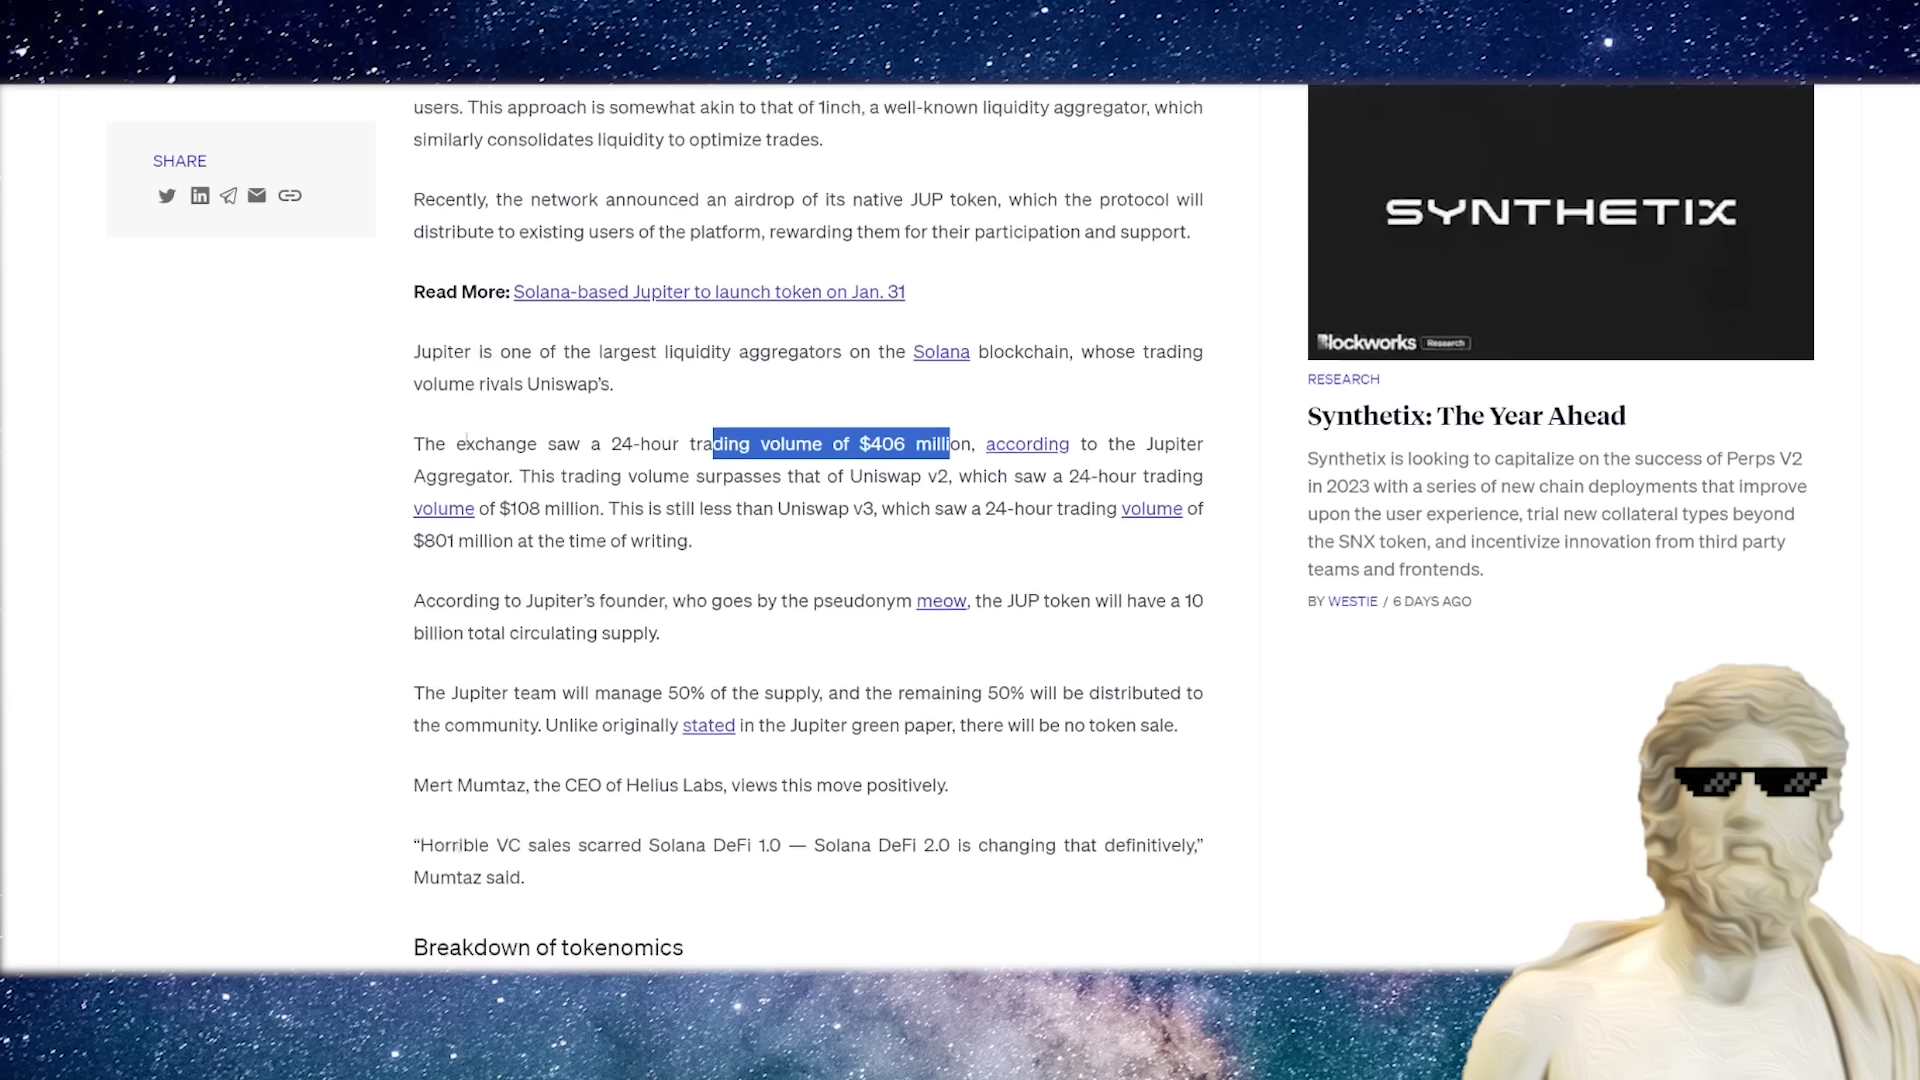 users. This approach is somewhat akin to that of 1inch, a well-known liquidity aggregator, which
similarly consolidates liquidity to optimize trades.
SHARE
Recently, the network announced an airdrop of its native JUP token, which the protocol will
distribute to existing users of the platform, rewarding them for their participation and support.
Read More: Solana-based Jupiter to launch token on Jan. 31
Jupiter is one of the largest liquidity aggregators on the Solana blockchain, whose trading
volume rivals Uniswap's.
The exchange saw a 24-hour trading volume of $406 million, according to the Jupiter
Aggregator. This trading volume surpasses that of Uniswap v2, which saw a 24-hour trading
volume of $108 million. This is still less than Uniswap v3, which saw a 24-hour trading volume of
$801 million at the time of writing.
According to Jupiter's founder, who goes by the pseudonym meow, the JUP token will have a 10
billion total circulating supply.
The Jupiter team will manage 50% of the supply, and the remaining 50% will be distributed to
the community. Unlike originally stated in the Jupiter green paper, there will be no token sale.
Mert Mumtaz, the CEO of Helius Labs, views this move positively.
“Horrible VC sales scarred Solana DeFi 1.0 — Solana DeFi 2.0 is changing that definitively,”
Mumtaz said.
Breakdown of tokenomics
SYNTHETIX
Blockworks Research
RESEARCH
Synthetix: The Year Ahead
Synthetix is looking to capitalize on the success of Perps V2
in 2023 with a series of new chain deployments that improve
upon the user experience, trial new collateral types beyond
the SNX token, and incentivize innovation from third party
teams and frontends.
BY WESTIE / 6 DAYS AGO